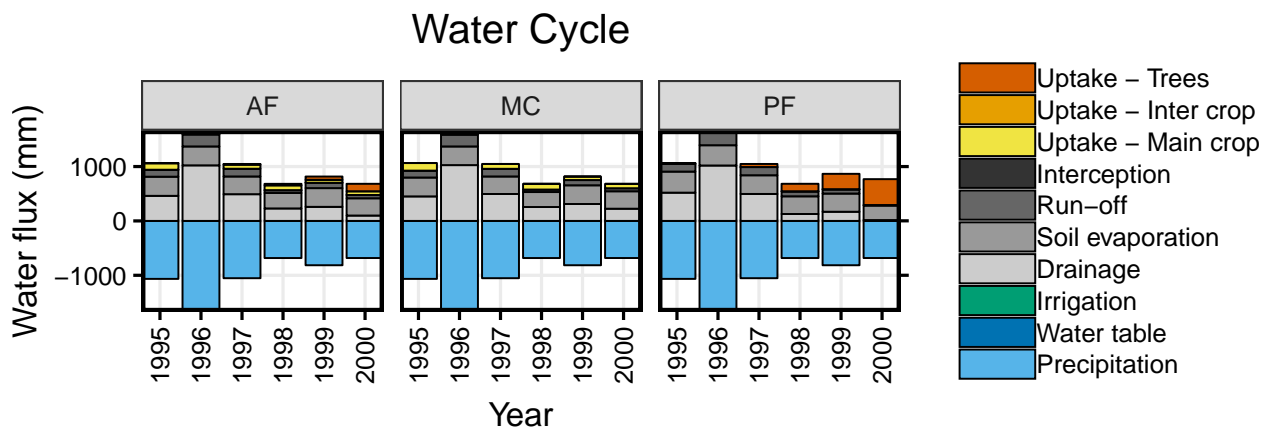 Water Cycle
AF
MC
PF
Water flux (mm)
1000
0
−1000
1995
1996
1997
1998
1999
2000
1995
1996
1997
1998
1999
2000
1995
1996
1997
1998
1999
2000
Year
Uptake − Trees
Uptake − Inter crop
Uptake − Main crop
Interception
Run−off
Soil evaporation
Drainage
Irrigation
Water table
Precipitation